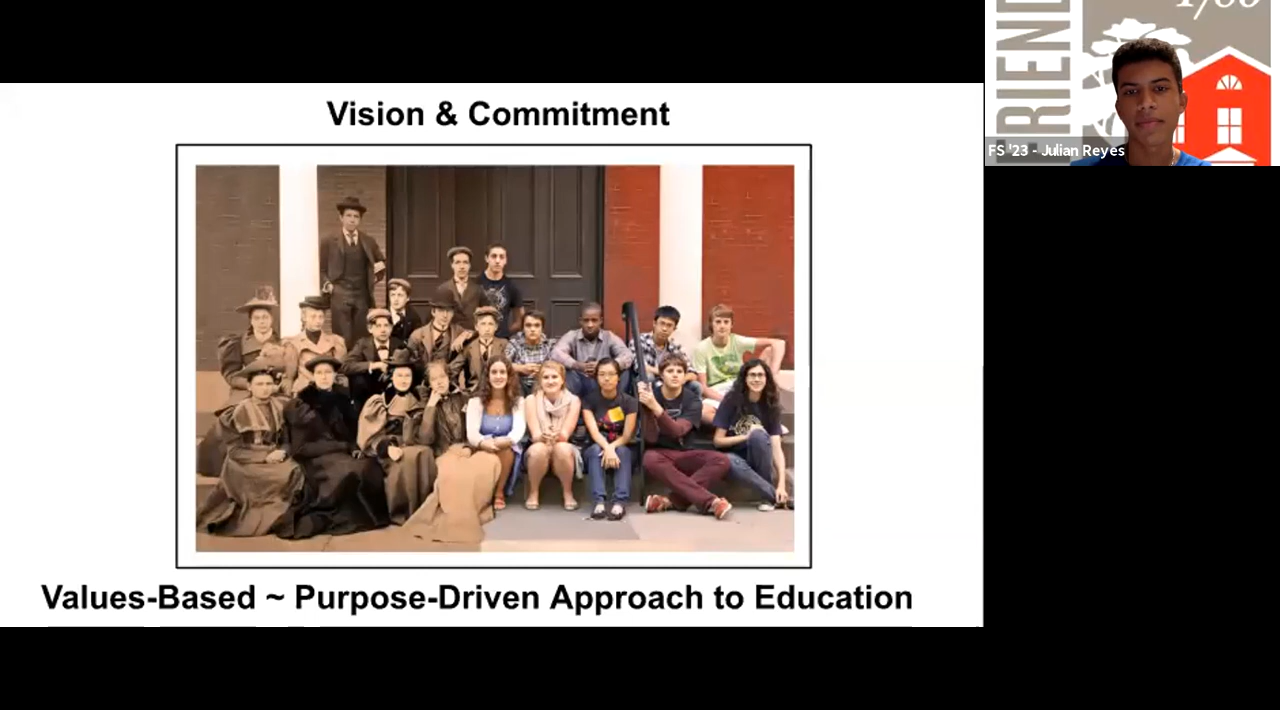 Vision & Commitment
Values-Based ~ Purpose-Driven Approach to Education
FS '23 - Julian Reyes